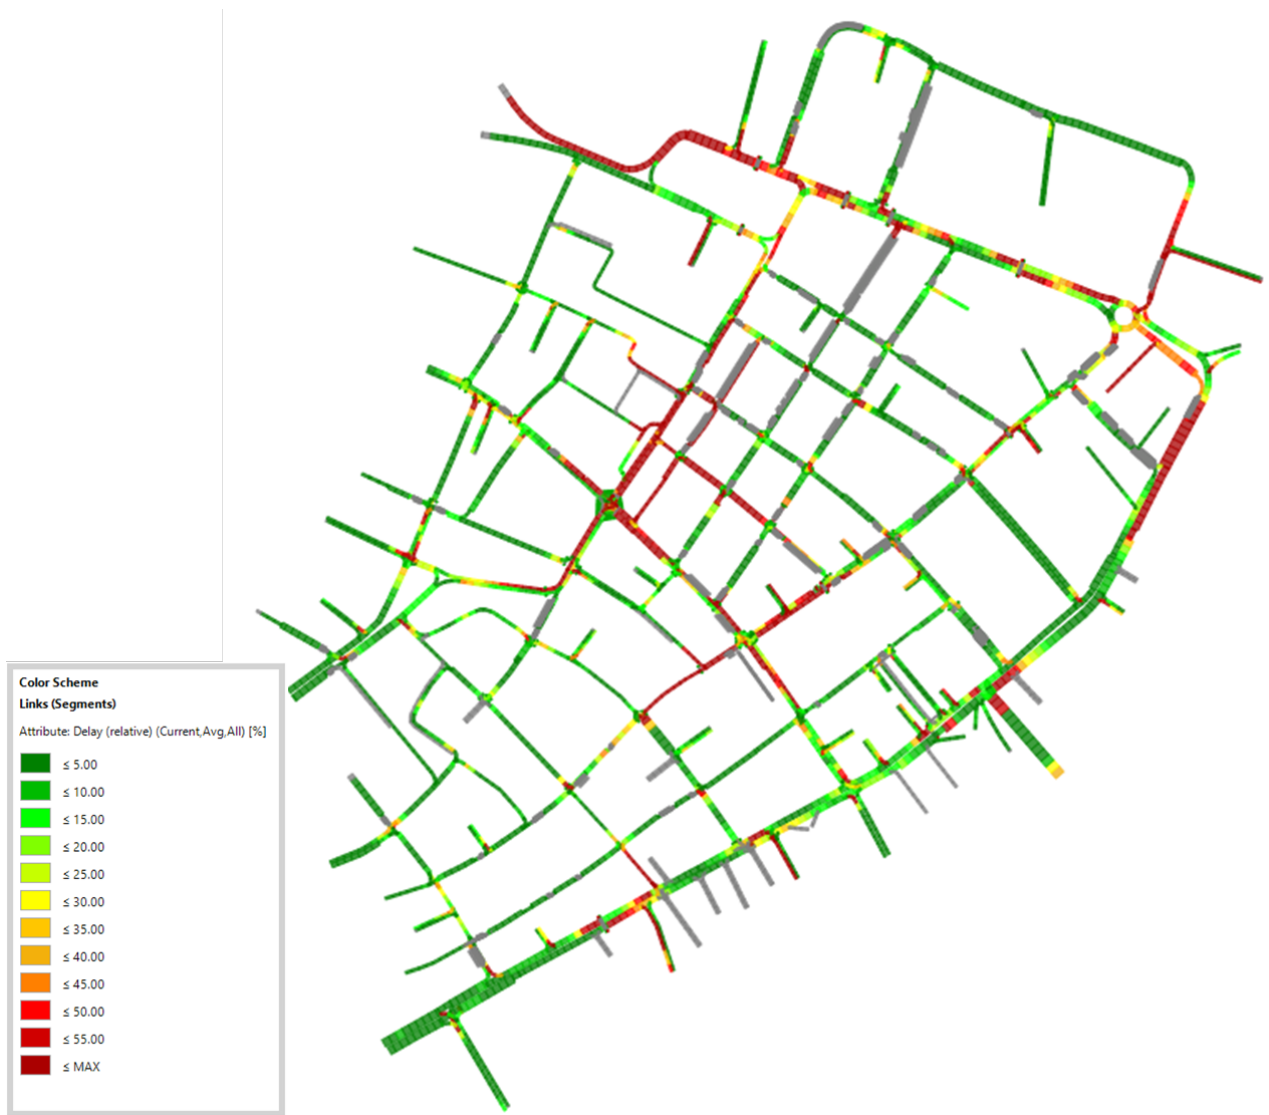 Color Scheme
Links (Segments)
Attribute: Delay (relative) (Current,Avg,All) [%]
≤ 5.00
≤ 10.00
≤ 15.00
≤ 20.00
≤ 25.00
≤ 30.00
≤ 35.00
≤ 40.00
≤ 45.00
≤ 50.00
≤ 55.00
≤ MAX